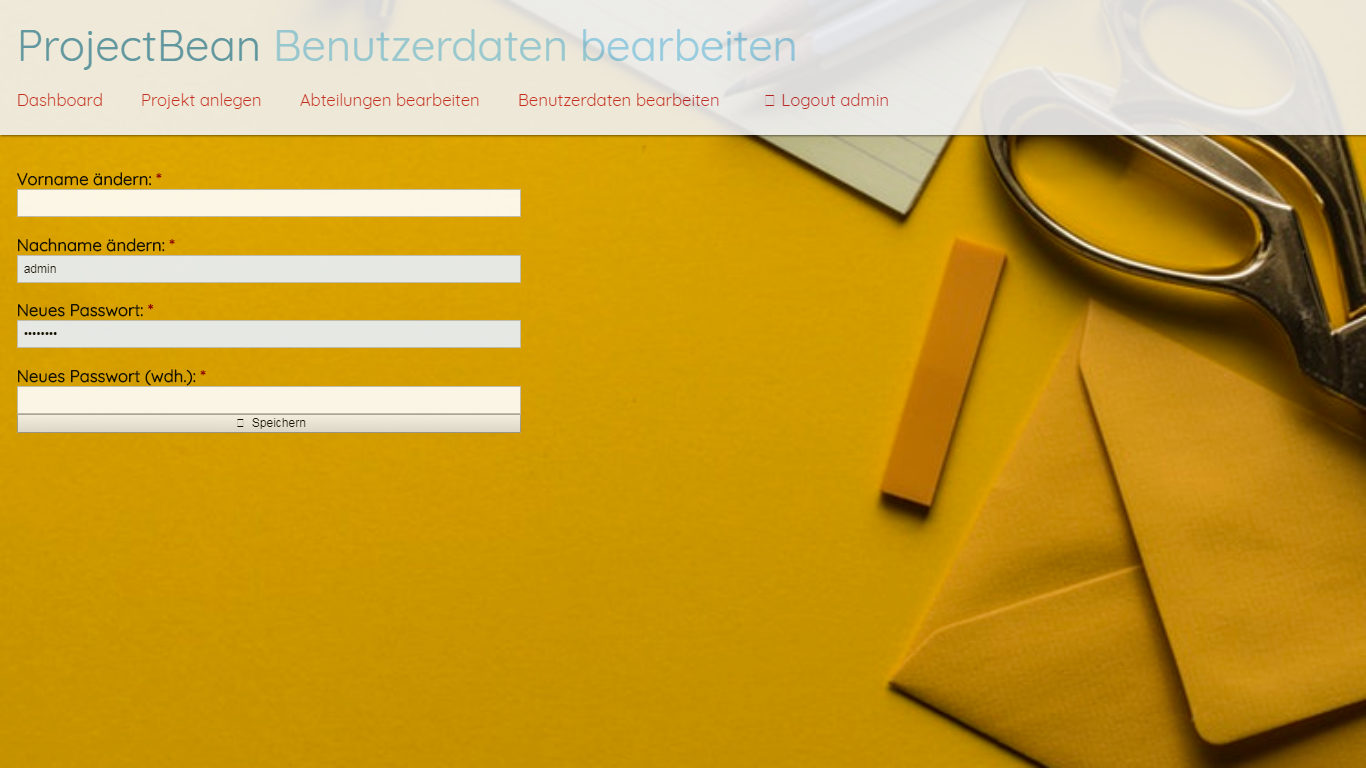 ProjectBean Benutzerdaten bearbeiten
Dashboard Projekt anlegen Abteilungen bearbeiten Benutzerdaten bearbeiten Logout admin
Vorname ändern: *
Nachname ändern: *
admin
Neues Passwort: *
••••••••
Neues Passwort (wdh.): *
Speichern